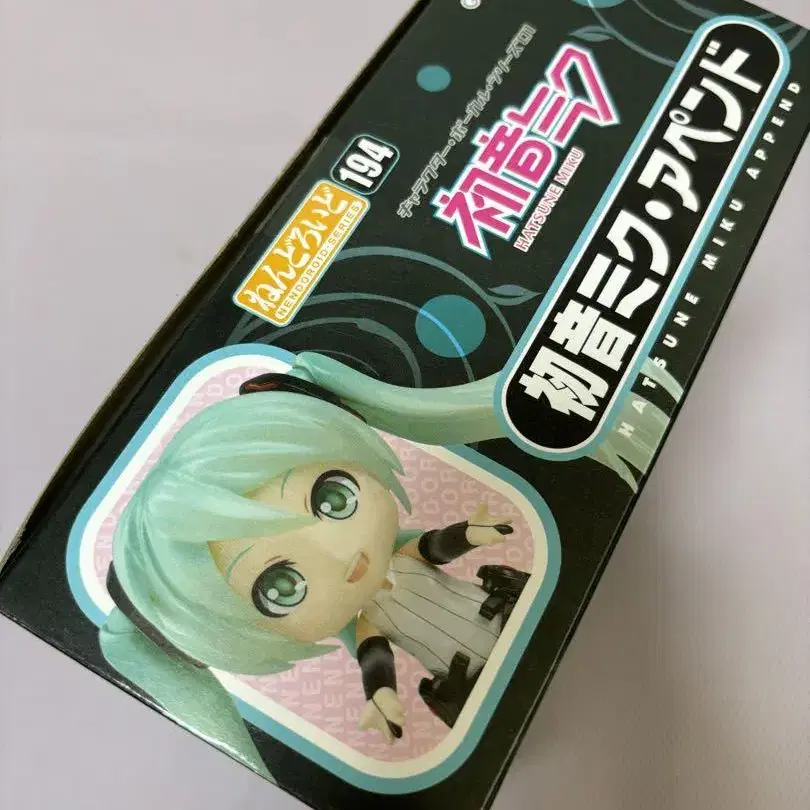 ねんどろいど
NENDOROID SERIES
194
キャラクター・ボーカル・シリーズ01
初音ミク
HATSUNE MIKU
初音ミク・アペンド
HATSUNE MIKU APPEND